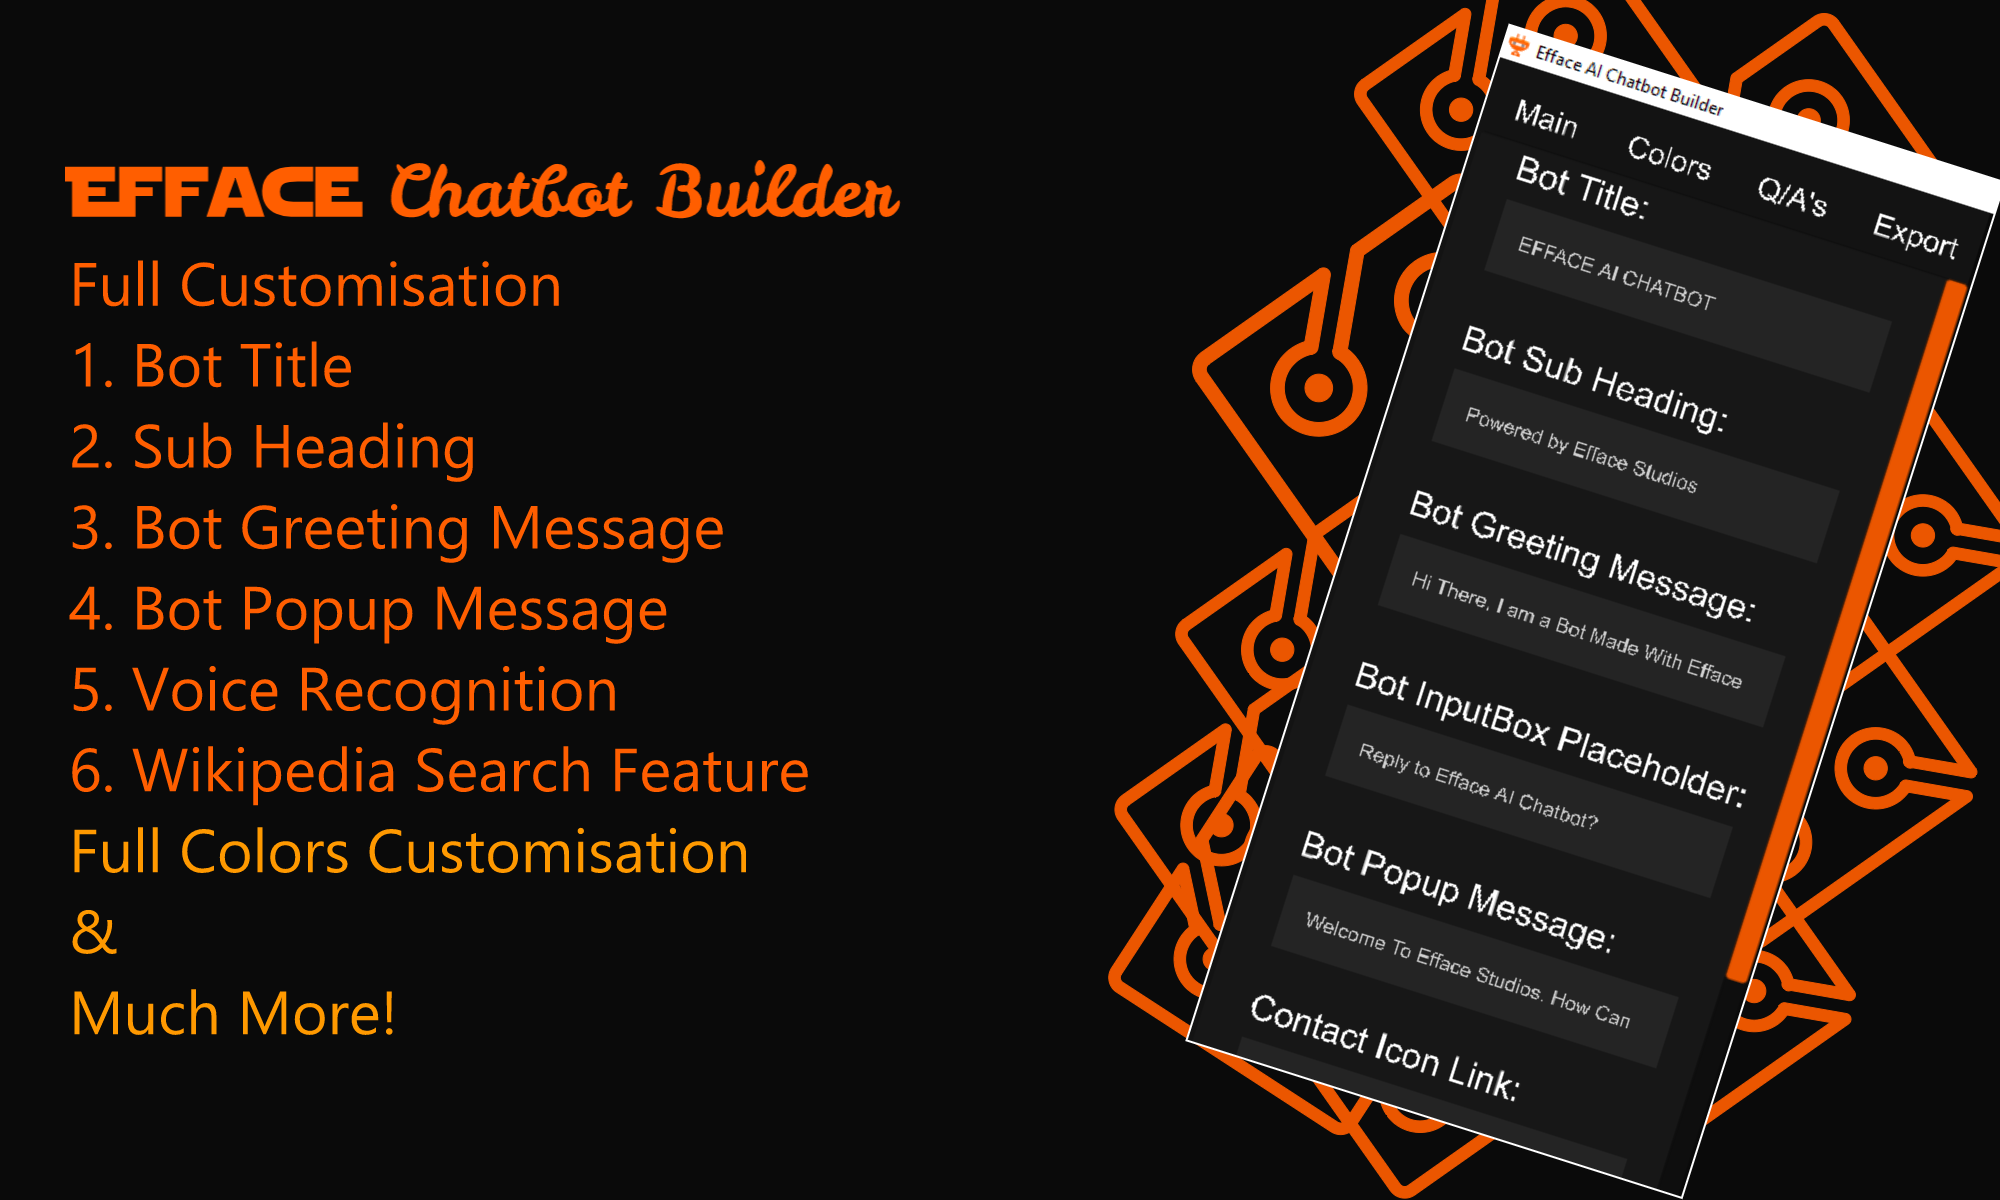 EFFACE Chatbot Builder
Full Customisation
1. Bot Title
2. Sub Heading
3. Bot Greeting Message
4. Bot Popup Message
5. Voice Recognition
6. Wikipedia Search Feature
Full Colors Customisation
&
Much More!
Efface AI Chatbot Builder
Main Colors Q/A's Export
Bot Title:
EFFACE AI CHATBOT
Bot Sub Heading:
Powered by Efface Studios
Bot Greeting Message:
Hi There, I am a Bot Made With Efface
Bot InputBox Placeholder:
Reply to Efface AI Chatbot?
Bot Popup Message:
Welcome To Efface Studios. How Can
Contact Icon Link: